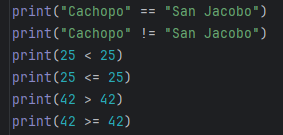 print("Cachopo" == "San Jacobo")
print("Cachopo" != "San Jacobo")
print(25 < 25)
print(25 <= 25)
print(42 > 42)
print(42 >= 42)